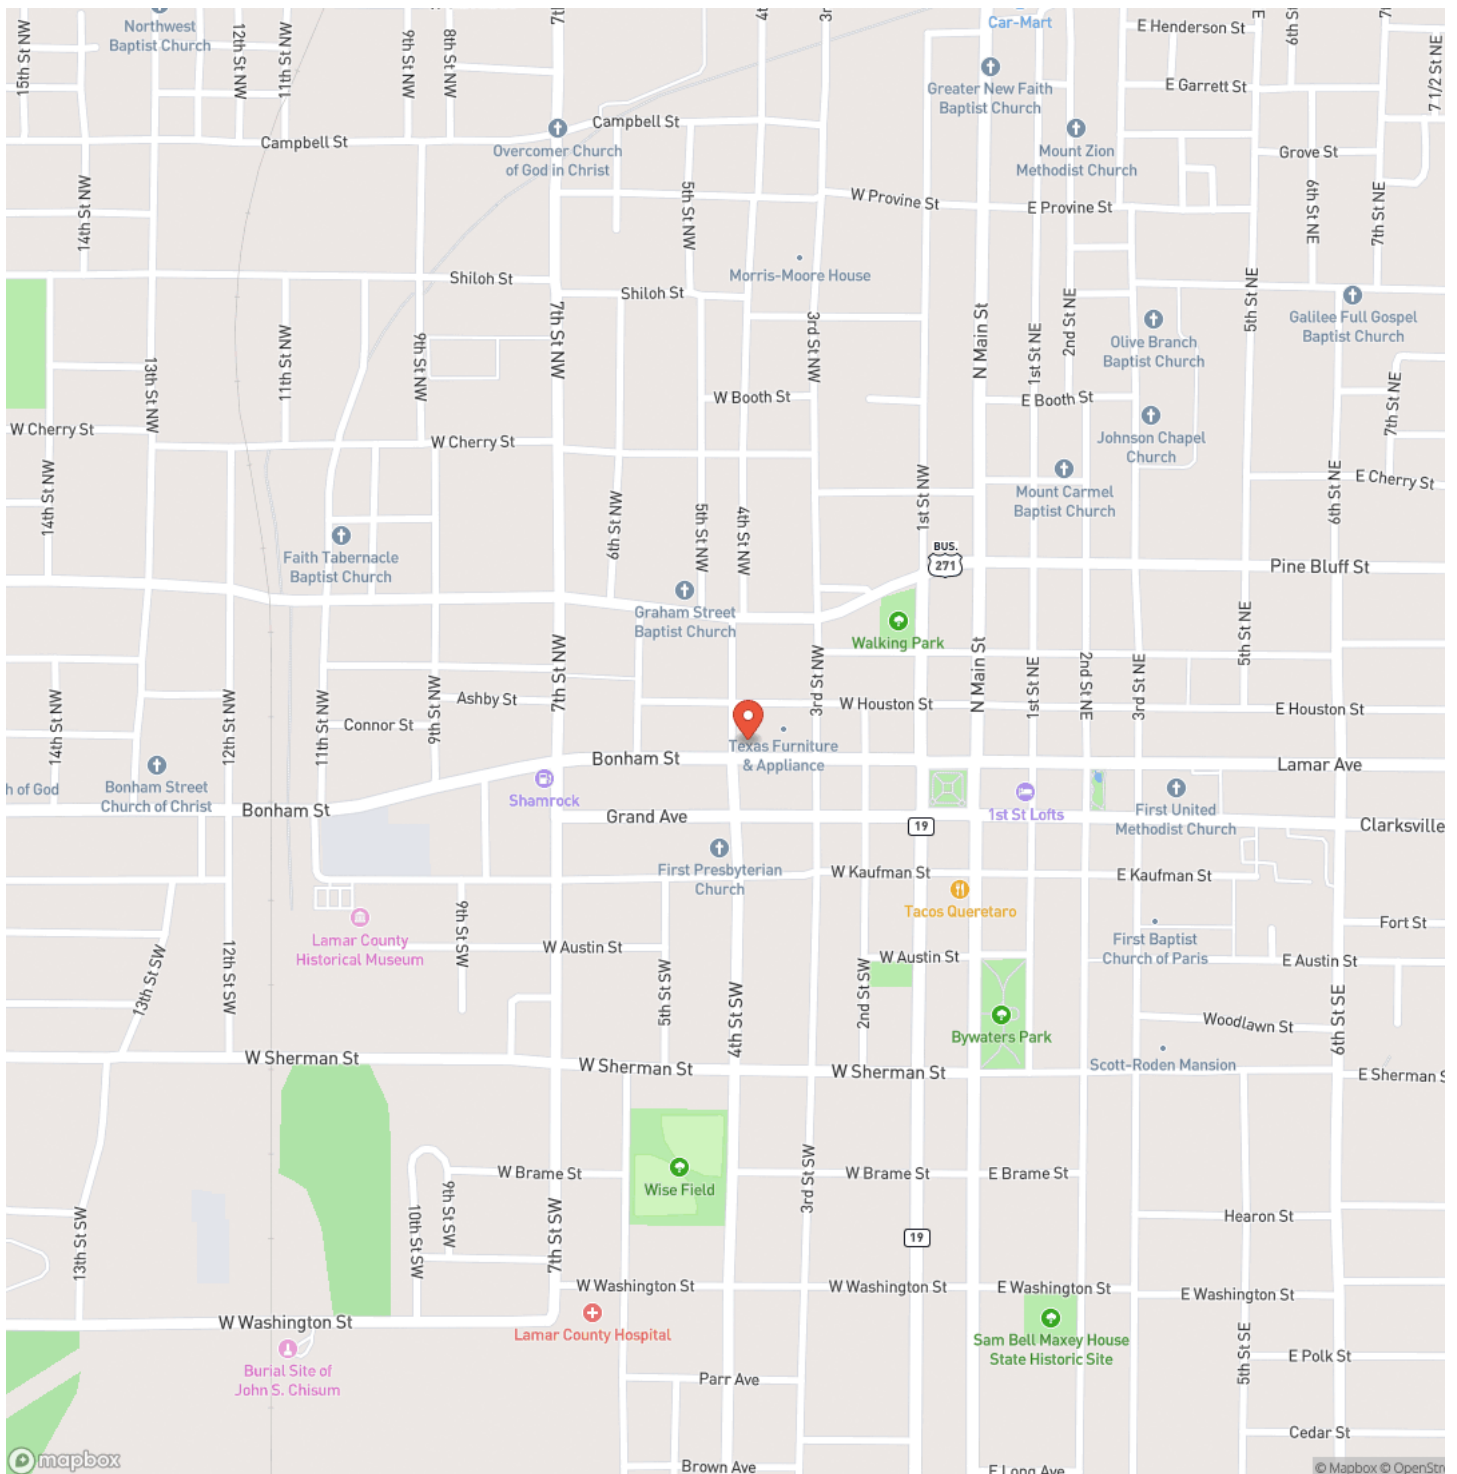 Northwest
Baptist Church
15th St NW
12th St NW
11th St NW
9th St NW
8th St NW
7th
4t
3r
Car-Mart
Greater New Faith
Baptist Church
E Henderson St
E
6th St
7
7 1/2 St NE
E Garrett St
Campbell St
Campbell St
Overcomer Church
of God in Christ
Mount Zion
Methodist Church
Grove St
14th St NW
5th St NW
W Provine St
E Provine St
6th St NE
7th St NE
Shiloh St
Shiloh St
Morris-Moore House
5th St NE
Galilee Full Gospel
Baptist Church
13th St NW
11th St NW
9th St NW
7th St NW
3rd St NW
N Main St
1st St NE
2nd St NE
Olive Branch
Baptist Church
W Booth St
E Booth St
7th St NE
W Cherry St
W Cherry St
Johnson Chapel
Church
E Cherry St
14th St NW
6th St NW
5th St NW
4th St NW
1st St NW
Mount Carmel
Baptist Church
6th St NE
Faith Tabernacle
Baptist Church
BUS.
271
Pine Bluff St
Graham Street
Baptist Church
Walking Park
14th St NW
12th St NW
11th St NW
9th St NW
Ashby St
Connor St
7th St NW
3rd St NW
W Houston St
N Main St
1st St NE
2nd St NE
3rd St NE
5th St NE
E Houston St
Texas Furniture
& Appliance
Bonham St
Lamar Ave
h of God
Bonham Street
Church of Christ
Bonham St
Shamrock
Grand Ave
19
1st St Lofts
First United
Methodist Church
Clarksville
First Presbyterian
Church
W Kaufman St
E Kaufman St
Tacos Queretaro
Lamar County
Historical Museum
9th St SW
W Austin St
W Austin St
First Baptist
Church of Paris
Fort St
E Austin St
13th St SW
12th St SW
5th St SW
4th St SW
2nd St SW
Bywaters Park
Woodlawn St
6th St SE
W Sherman St
W Sherman St
W Sherman St
Scott-Roden Mansion
E Sherman S
W Brame St
Wise Field
W Brame St
E Brame St
13th St SW
10th St SW
9th St SW
7th St SW
3rd St SW
19
Hearon St
W Washington St
W Washington St
W Washington St
E Washington St
E Washington St
Lamar County Hospital
Sam Bell Maxey House
State Historic Site
Burial Site of
John S. Chisum
5th St SE
E Polk St
Parr Ave
Cedar St
Brown Ave
E Long Ave
mapbox
© Mapbox © OpenStre